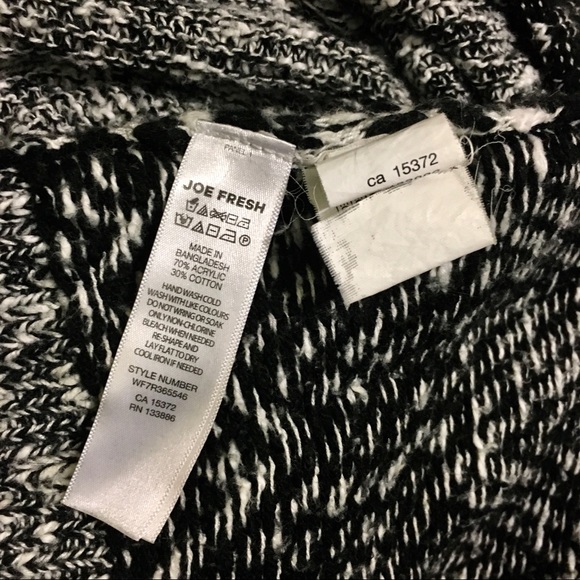 JOE FRESH
MADE IN
BANGLADESH
70% ACRYLIC
30% COTTON
HAND WASH COLD
WASH WITH LIKE COLOURS
DO NOT WRING OR SOAK
ONLY NON-CHLORINE
BLEACH WHEN NEEDED
RE-SHAPE AND
LAY FLAT TO DRY
COOL IRON IF NEEDED
STYLE NUMBER
WF7R365546
CA 15372
RN 133886
ca 15372